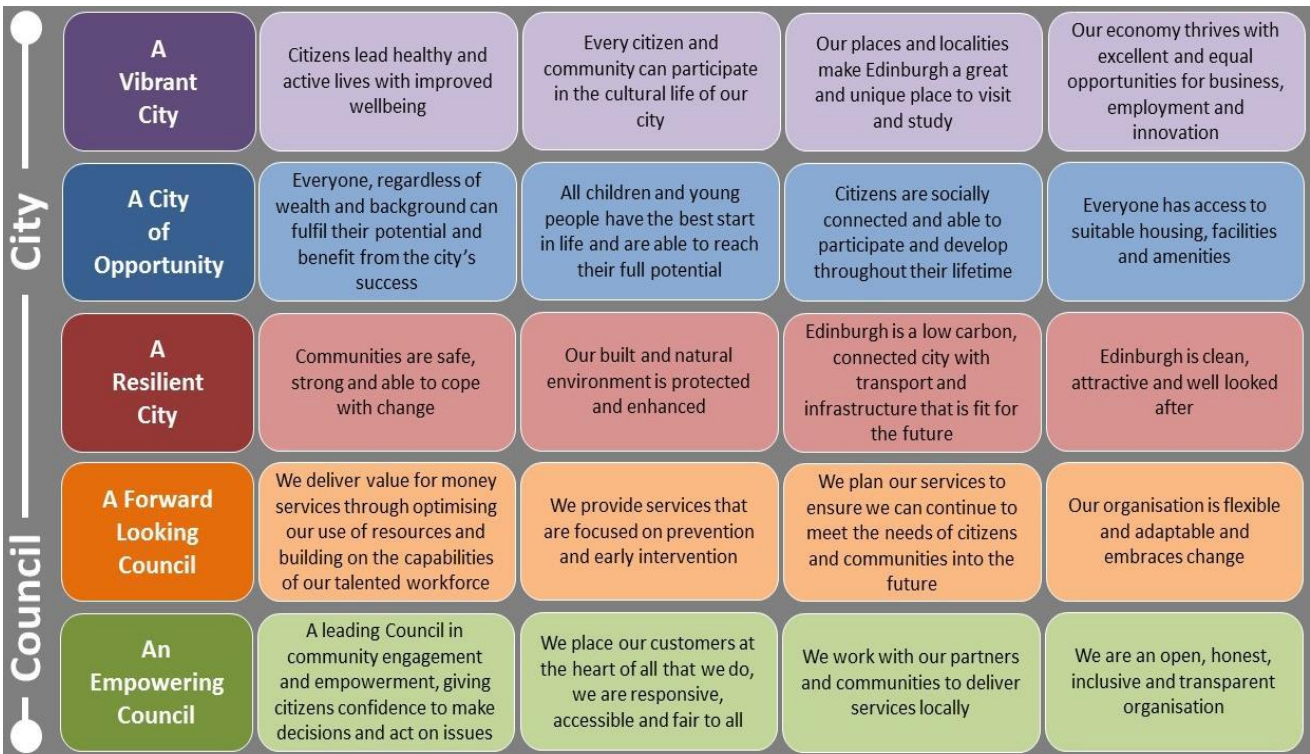 City
Council
A
Vibrant
City
Citizens lead healthy and
active lives with improved
wellbeing
Every citizen and
community can participate
in the cultural life of our
city
Our places and localities
make Edinburgh a great
and unique place to visit
and study
Our economy thrives with
excellent and equal
opportunities for business,
employment and
innovation
A City
of
Opportunity
Everyone, regardless of
wealth and background can
fulfil their potential and
benefit from the city's
success
All children and young
people have the best start
in life and are able to reach
their full potential
Citizens are socially
connected and able to
participate and develop
throughout their lifetime
Everyone has access to
suitable housing, facilities
and amenities
A
Resilient
City
Communities are safe,
strong and able to cope
with change
Our built and natural
environment is protected
and enhanced
Edinburgh is a low carbon,
connected city with
transport and
infrastructure that is fit for
the future
Edinburgh is clean,
attractive and well looked
after
A Forward
Looking
Council
We deliver value for money
services through optimising
our use of resources and
building on the capabilities
of our talented workforce
We provide services that
are focused on prevention
and early intervention
We plan our services to
ensure we can continue to
meet the needs of citizens
and communities into the
future
Our organisation is flexible
and adaptable and
embraces change
An
Empowering
Council
A leading Council in
community engagement
and empowerment, giving
citizens confidence to make
decisions and act on issues
We place our customers at
the heart of all that we do,
we are responsive,
accessible and fair to all
We work with our partners
and communities to deliver
services locally
We are an open, honest,
inclusive and transparent
organisation